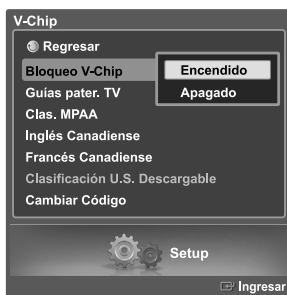 V-Chip
Regresar
Bloqueo V-Chip
Encendido
Guías pater. TV
Apagado
Clas. MPAA
Inglés Canadiense
Francés Canadiense
Clasificación U.S. Descargable
Cambiar Código
Setup
Ingresar